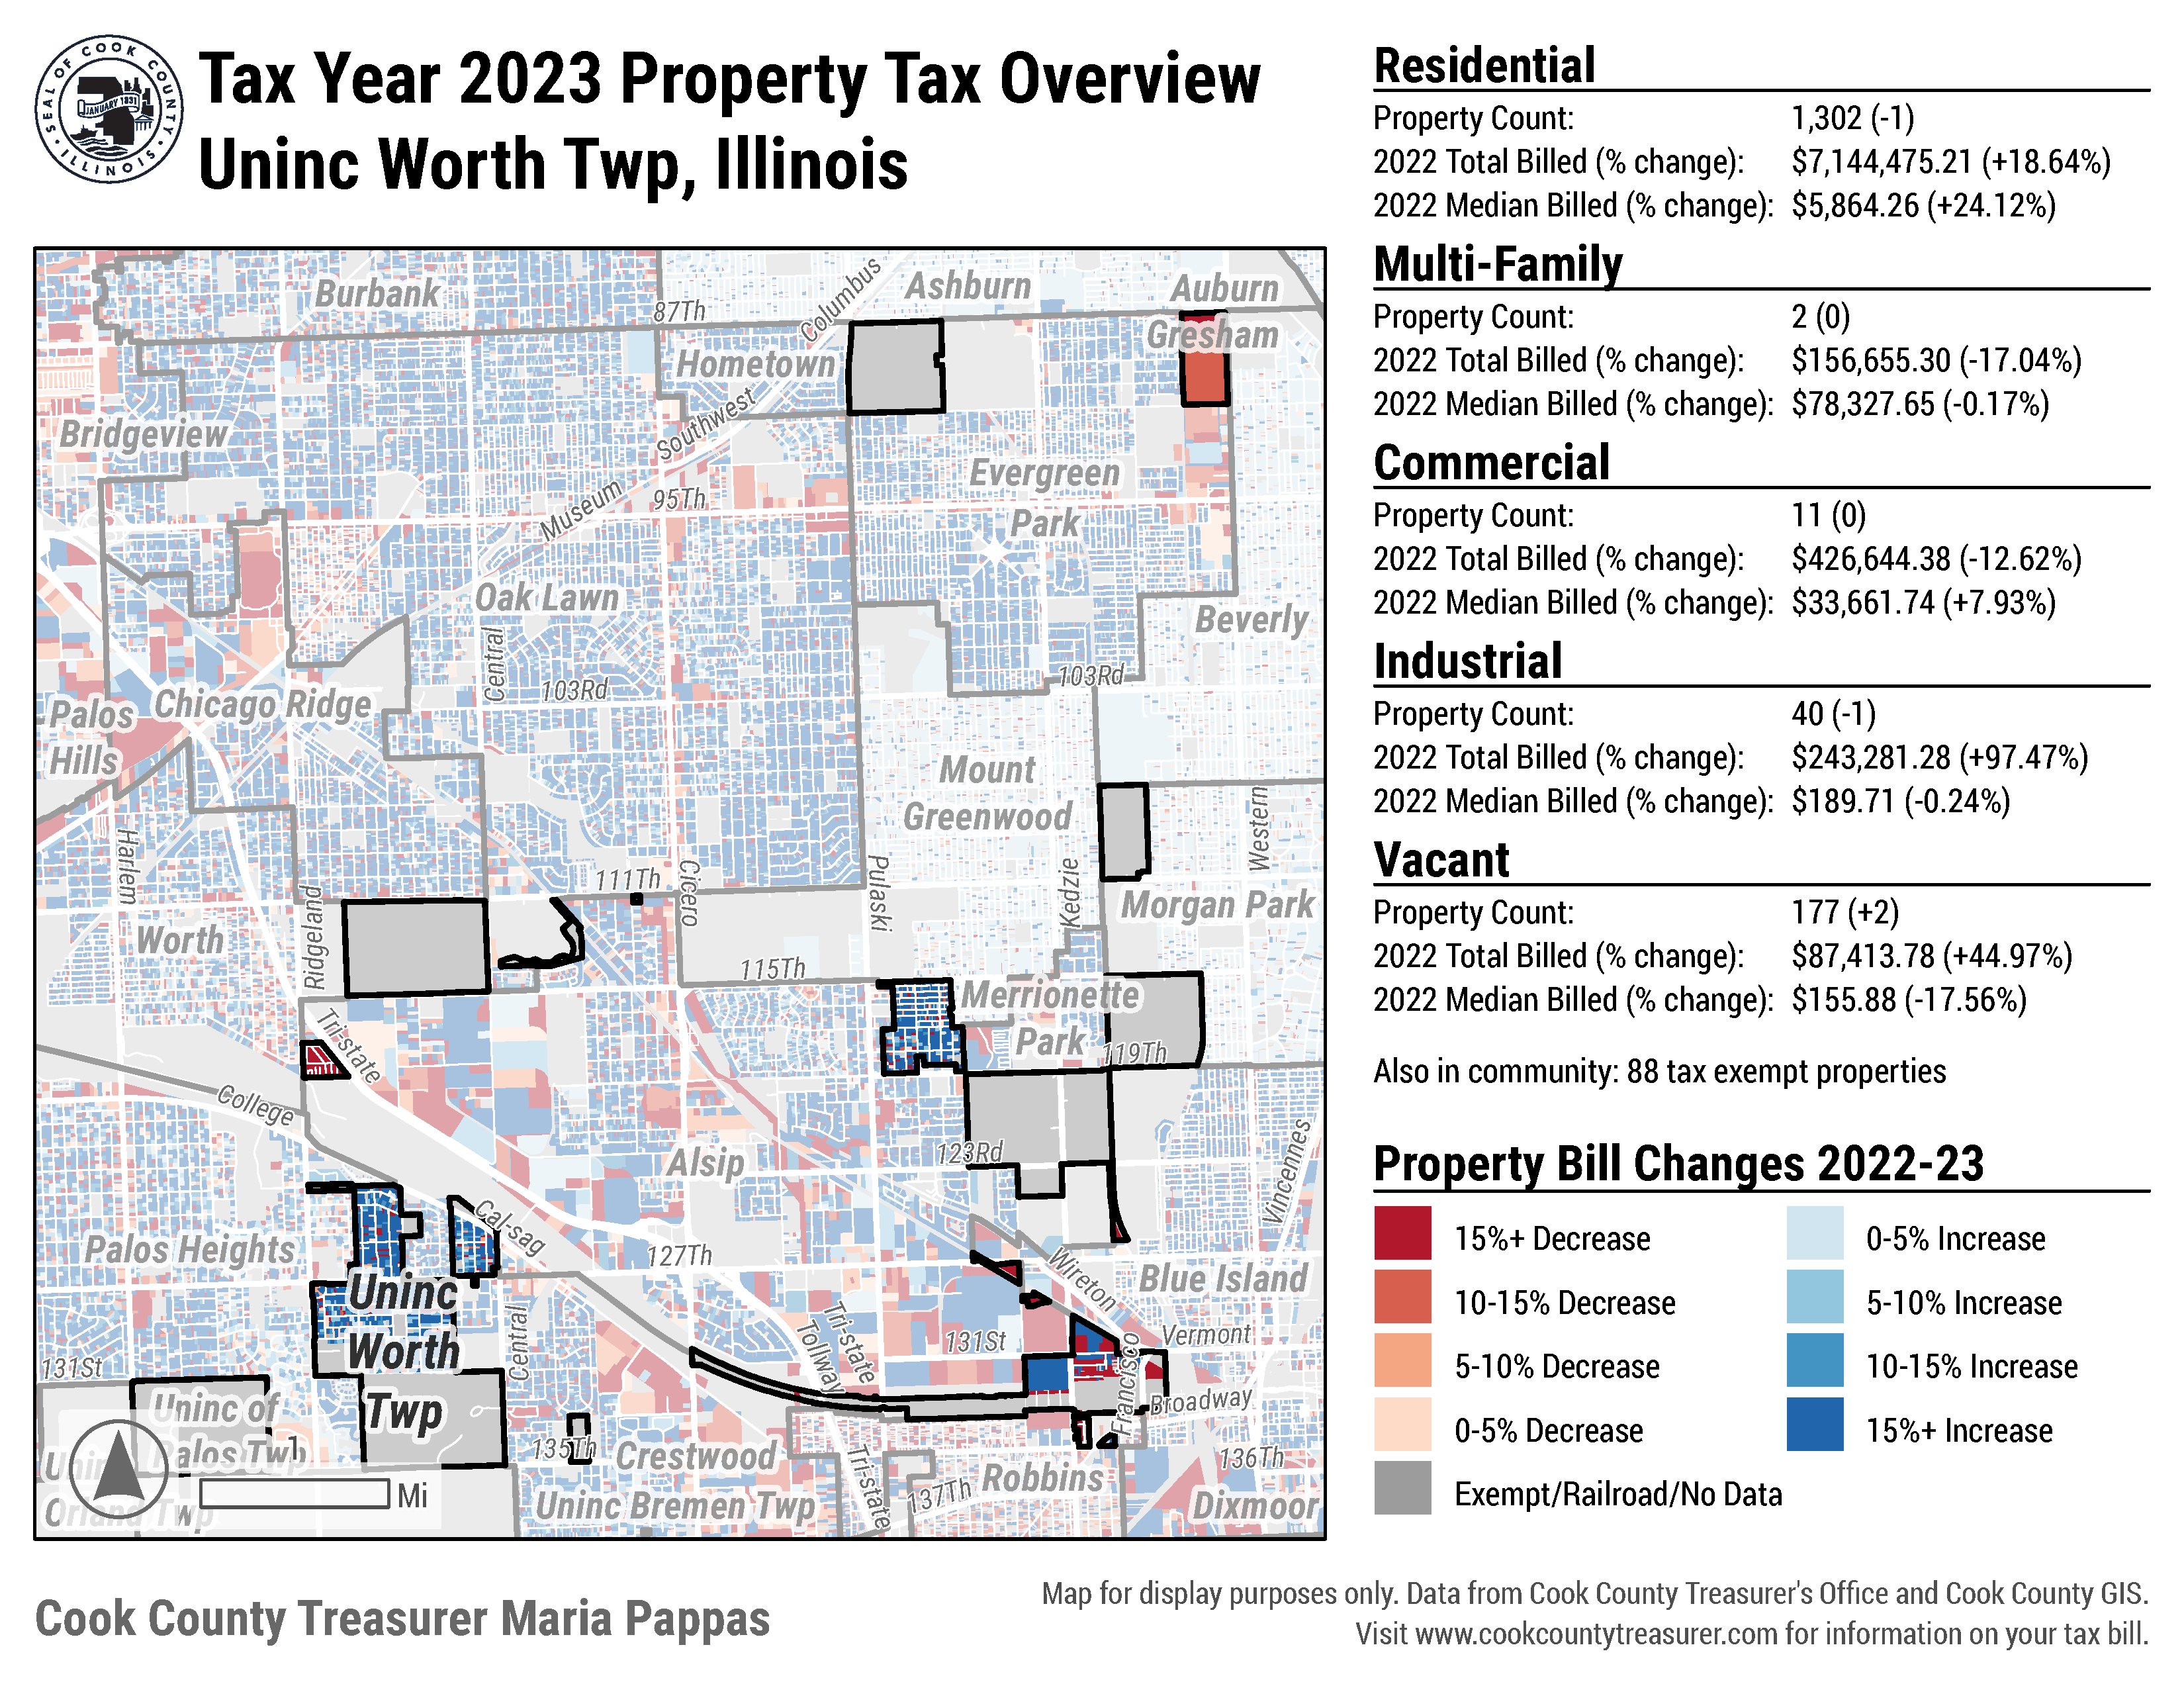 SEAL OF COOK COUNTY
ILLINOIS
JANUARY 1831
Tax Year 2023 Property Tax Overview
Uninc Worth Twp, Illinois
Residential
Property Count: 1,302 (-1)
2022 Total Billed (% change): $7,144,475.21 (+18.64%)
2022 Median Billed (% change): $5,864.26 (+24.12%)
Multi-Family
Property Count: 2 (0)
2022 Total Billed (% change): $156,655.30 (-17.04%)
2022 Median Billed (% change): $78,327.65 (-0.17%)
Commercial
Property Count: 11 (0)
2022 Total Billed (% change): $426,644.38 (-12.62%)
2022 Median Billed (% change): $33,661.74 (+7.93%)
Industrial
Property Count: 40 (-1)
2022 Total Billed (% change): $243,281.28 (+97.47%)
2022 Median Billed (% change): $189.71 (-0.24%)
Vacant
Property Count: 177 (+2)
2022 Total Billed (% change): $87,413.78 (+44.97%)
2022 Median Billed (% change): $155.88 (-17.56%)
Also in community: 88 tax exempt properties
Property Bill Changes 2022-23
15%+ Decrease
0-5% Increase
10-15% Decrease
5-10% Increase
5-10% Decrease
10-15% Increase
0-5% Decrease
15%+ Increase
Exempt/Railroad/No Data
Burbank
87Th
Columbus
Ashburn
Auburn
Gresham
Hometown
Southwest
Bridgeview
Museum
95Th
Evergreen
Park
Oak Lawn
Beverly
Central
103Rd
103Rd
Palos
Hills
Chicago Ridge
Mount
Greenwood
Harlem
Ridgeland
111Th
Cicero
Pulaski
Kedzie
Western
Morgan Park
Worth
115Th
Merrionette
Park
119Th
Tri-state
College
Alsip
123Rd
Vincennes
Palos Heights
Cal-sag
127Th
Wireton
Blue Island
Uninc
Worth
Twp
Central
Tri-state
Tollway
131St
Vermont
Francisco
Broadway
131St
Uninc of
Palos Twp
Orland Twp
Mi
135Th
Crestwood
Tri-state
137Th
Robbins
136Th
Uninc Bremen Twp
Dixmoor
Cook County Treasurer Maria Pappas
Map for display purposes only. Data from Cook County Treasurer's Office and Cook County GIS.
Visit www.cookcountytreasurer.com for information on your tax bill.